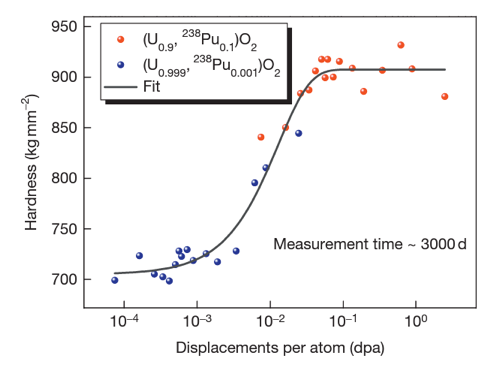 950
900
850
800
750
700
Hardness (kg mm⁻²)
(U₀.₉, ²³⁸Pu₀.₁)O₂
(U₀.₉₉₉, ²³⁸Pu₀.₀₀₁)O₂
Fit
Measurement time ~ 3000 d
10⁻⁴ 10⁻³ 10⁻² 10⁻¹ 10⁰
Displacements per atom (dpa)